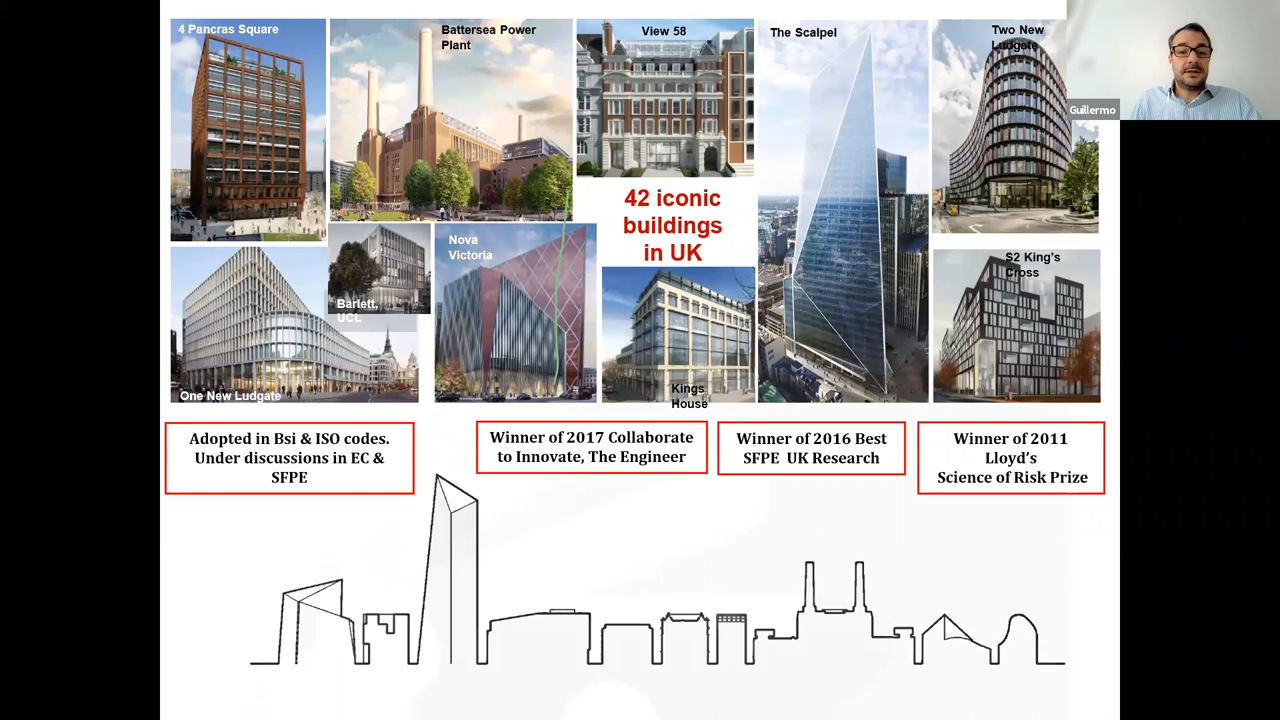 4 Pancras Square
Battersea Power
Plant
View 58
The Scalpel
Two New
Ludgate
Guillermo
42 iconic
buildings
in UK
Nova
Victoria
Barlett,
UCL
S2 King's
Cross
One New Ludgate
Kings
House
Adopted in Bsi & ISO codes.
Under discussions in EC &
SFPE
Winner of 2017 Collaborate
to Innovate, The Engineer
Winner of 2016 Best
SFPE UK Research
Winner of 2011
Lloyd’s
Science of Risk Prize